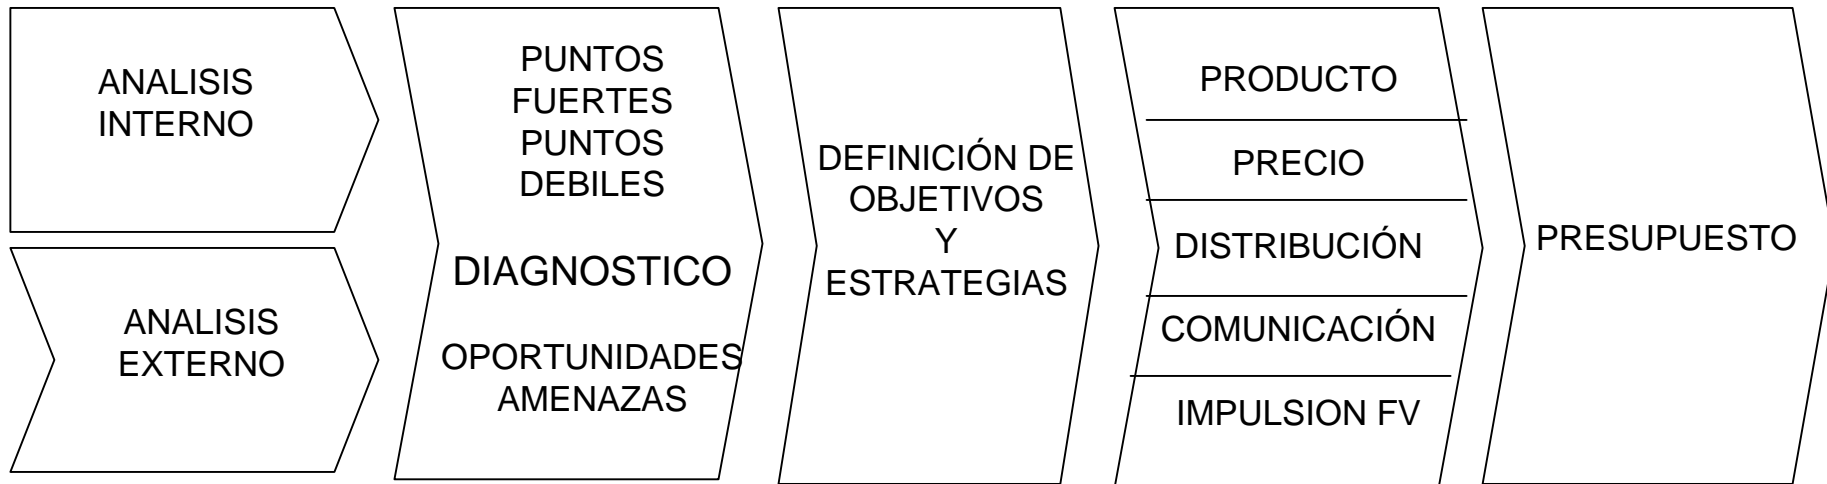 ANALISIS
INTERNO
ANALISIS
EXTERNO
PUNTOS
FUERTES
PUNTOS
DEBILES
DIAGNOSTICO
OPORTUNIDADES
AMENAZAS
DEFINICIÓN DE
OBJETIVOS
Y
ESTRATEGIAS
PRODUCTO
PRECIO
DISTRIBUCIÓN
COMUNICACIÓN
IMPULSION FV
PRESUPUESTO